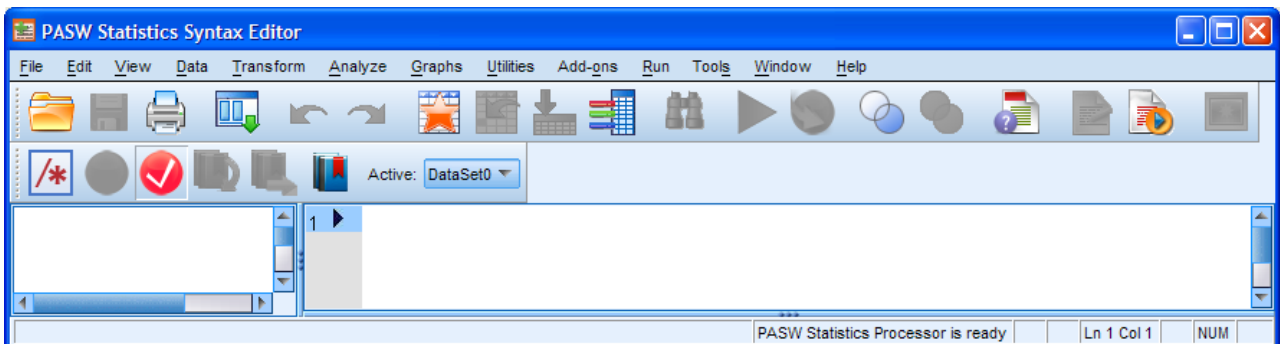 PASW Statistics Syntax Editor
File Edit View Data Transform Analyze Graphs Utilities Add-ons Run Tools Window Help
/*
Active: DataSet0
1
PASW Statistics Processor is ready Ln 1 Col 1 NUM